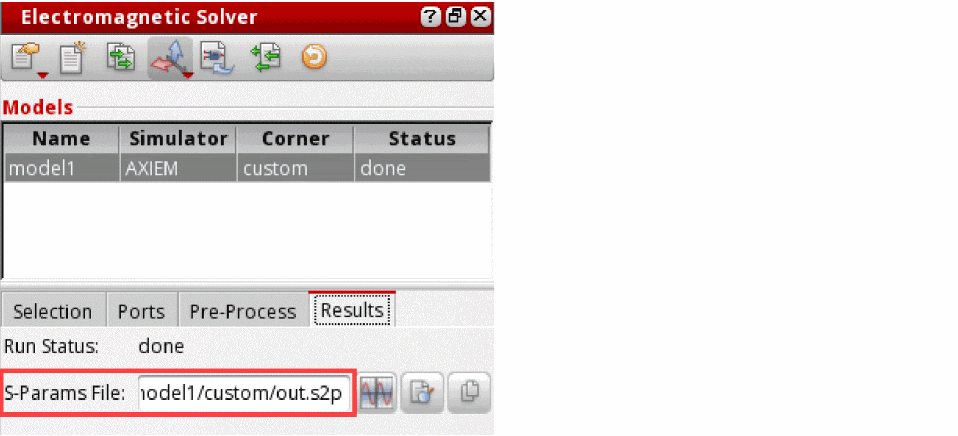 Electromagnetic Solver
Models
Name Simulator Corner Status
model1 AXIEM custom done
Selection Ports Pre-Process Results
Run Status: done
S-Params File: model1/custom/out.s2p